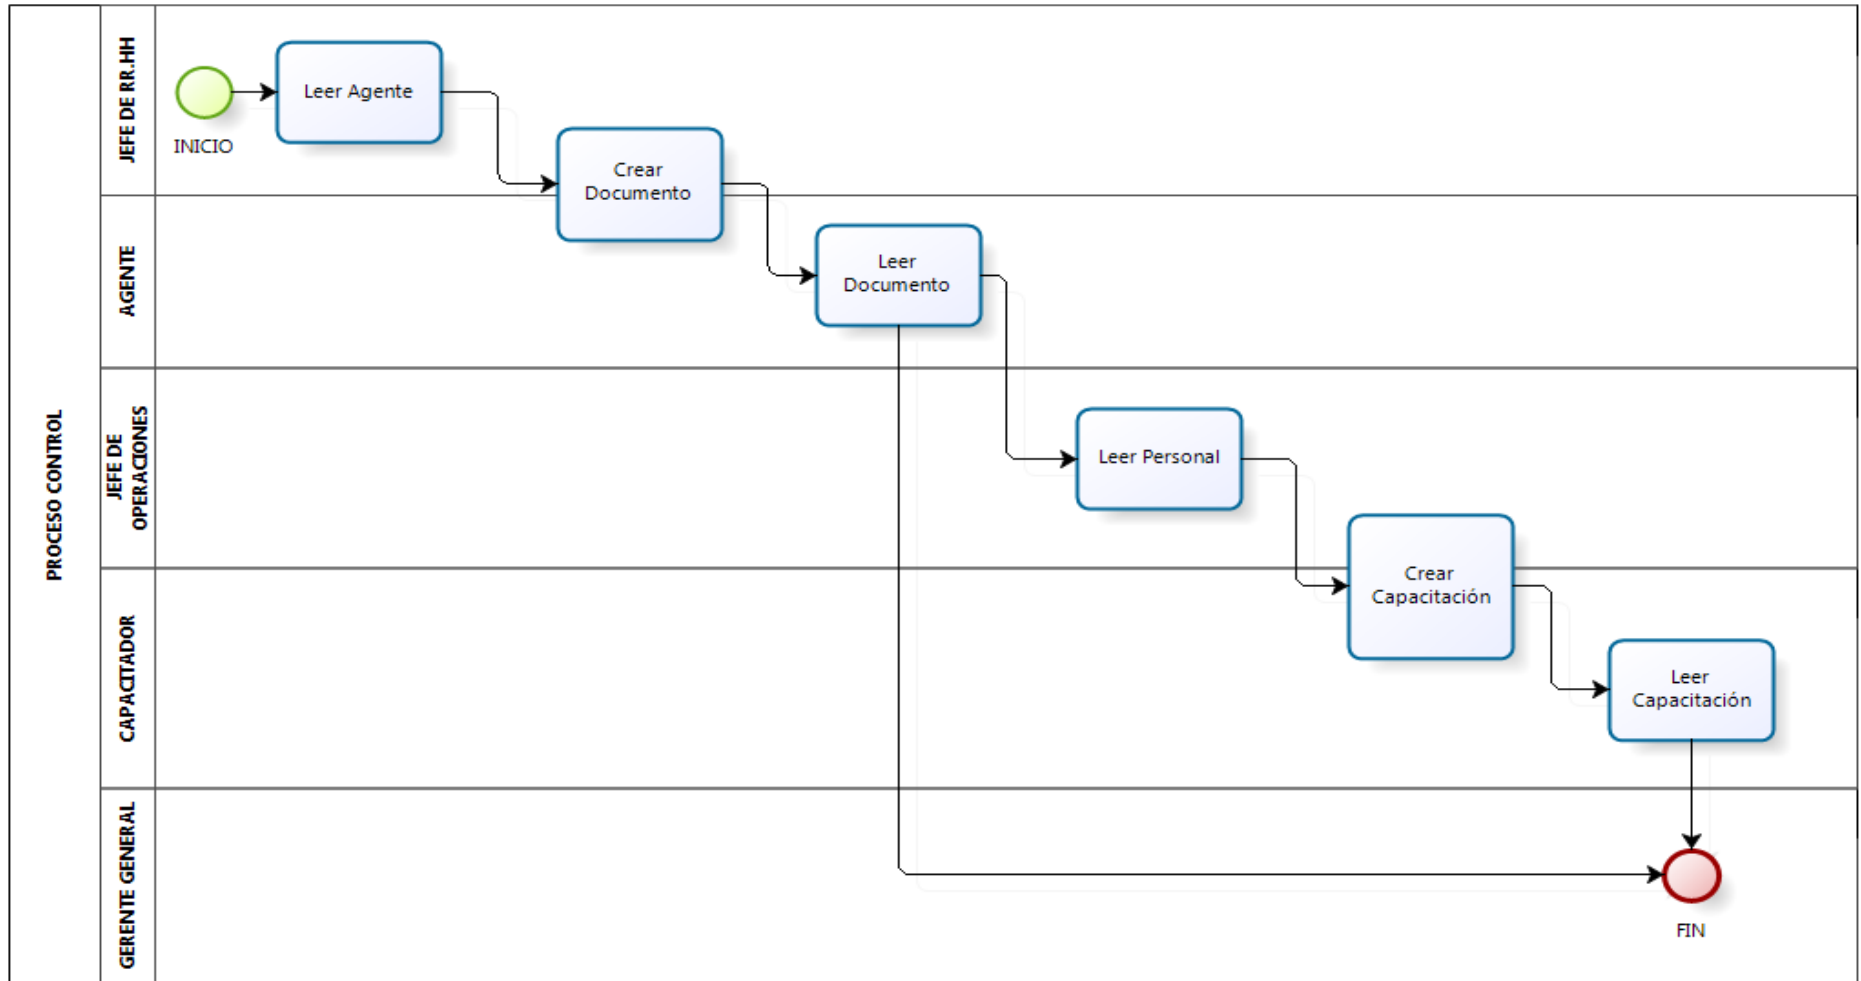 PROCESO CONTROL
JEFE DE RR.HH
INICIO
Leer Agente
Crear
Documento
AGENTE
Leer
Documento
JEFE DE
OPERACIONES
Leer Personal
Crear
Capacitación
CAPACITADOR
Leer
Capacitación
GERENTE GENERAL
FIN